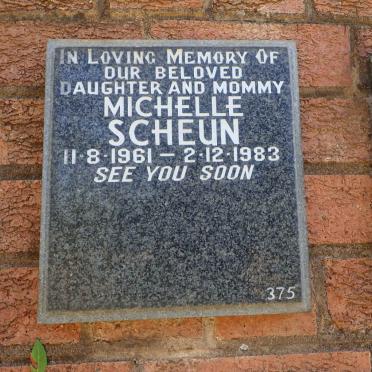 In Loving Memory Of
OUR BELOVED
DAUGHTER AND MOMMY
MICHELLE
SCHEUN
11·8·1961 – 2·12·1983
SEE YOU SOON
375